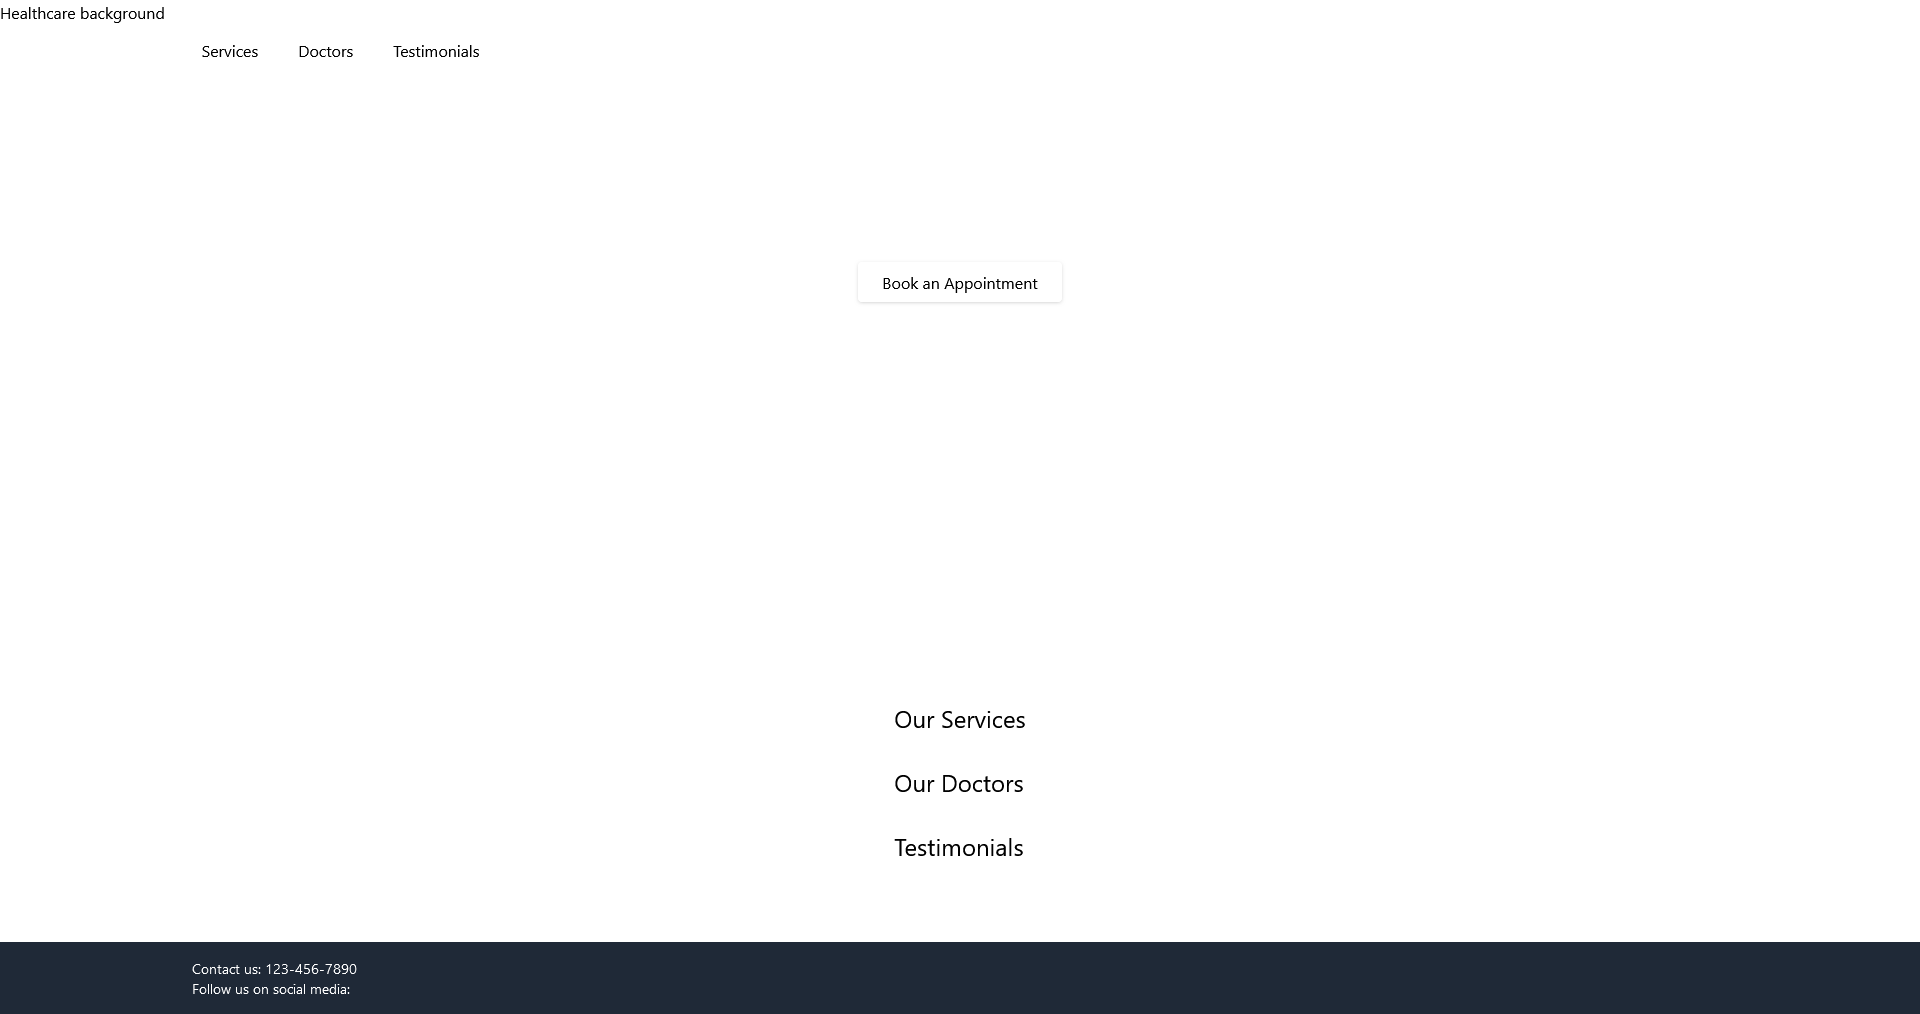 Healthcare background
Services Doctors Testimonials
Book an Appointment
Our Services
Our Doctors
Testimonials
Contact us: 123-456-7890
Follow us on social media: